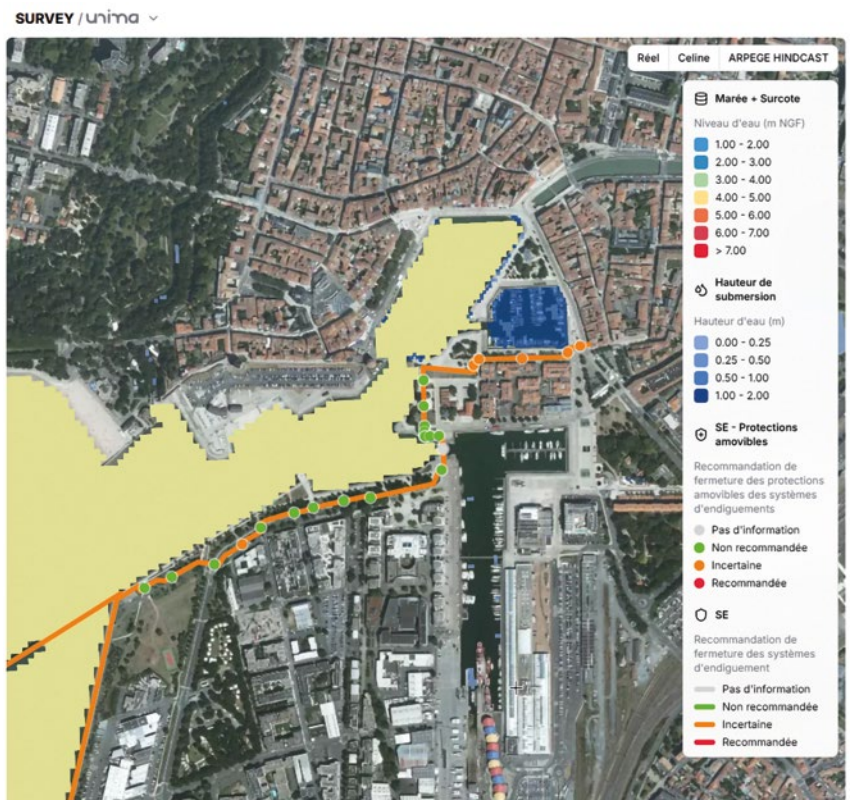 SURVEY / unima
Réel Celine ARPEGE HINDCAST
Marée + Surcote
Niveau d'eau (m NGF)
1.00 - 2.00
2.00 - 3.00
3.00 - 4.00
4.00 - 5.00
5.00 - 6.00
6.00 - 7.00
> 7.00
Hauteur de
submersion
Hauteur d'eau (m)
0.00 - 0.25
0.25 - 0.50
0.50 - 1.00
1.00 - 2.00
SE - Protections
amovibles
Recommandation de
fermeture des protections
amovibles des systèmes
d'endiguements
Pas d'information
Non recommandée
Incertaine
Recommandée
SE
Recommandation de
fermeture des systèmes
d'endiguement
Pas d'information
Non recommandée
Incertaine
Recommandée